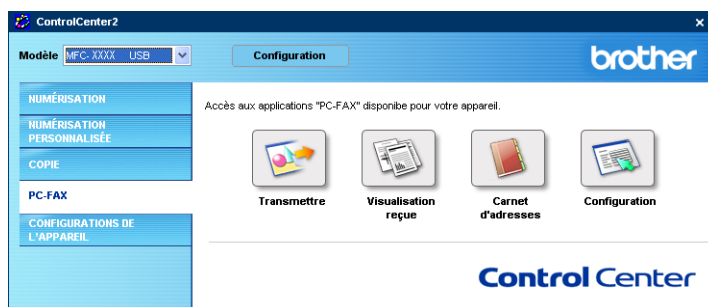 ControlCenter2
Modèle MFC-XXXX USB
Configuration
brother
NUMÉRISATION
NUMÉRISATION
PERSONNALISÉE
COPIE
PC-FAX
CONFIGURATIONS DE
L'APPAREIL
Accès aux applications "PC-FAX" disponibe pour votre appareil.
Transmettre
Visualisation
reçue
Carnet
d'adresses
Configuration
Control Center